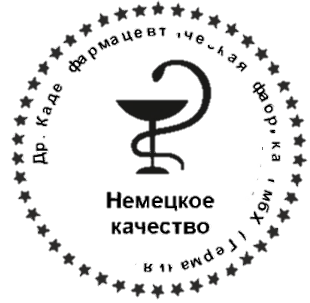 Др. Каде фармацевтическая фабрика ГмбХ (Германия
Немецкое
качество